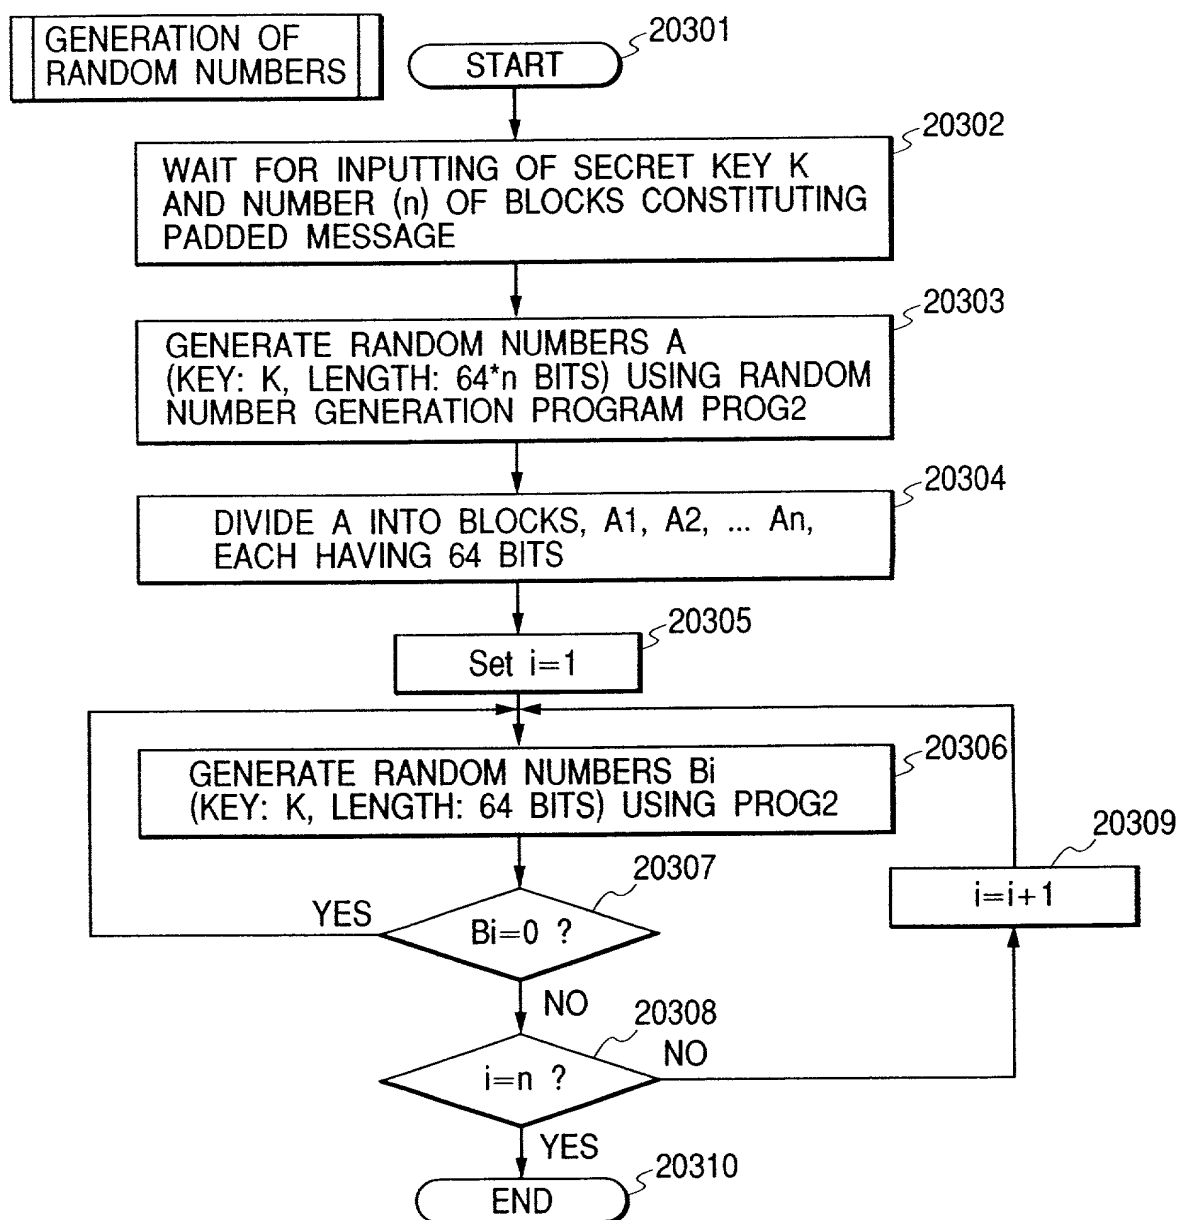 GENERATION OF
RANDOM NUMBERS
START
20301
20302
WAIT FOR INPUTTING OF SECRET KEY K
AND NUMBER (n) OF BLOCKS CONSTITUTING
PADDED MESSAGE
20303
GENERATE RANDOM NUMBERS A
(KEY: K, LENGTH: 64*n BITS) USING RANDOM
NUMBER GENERATION PROGRAM PROG2
20304
DIVIDE A INTO BLOCKS, A1, A2, ... An,
EACH HAVING 64 BITS
20305
Set i=1
20306
GENERATE RANDOM NUMBERS Bi
(KEY: K, LENGTH: 64 BITS) USING PROG2
20309
i=i+1
20307
YES
Bi=0 ?
NO
20308
i=n ?
NO
YES
20310
END